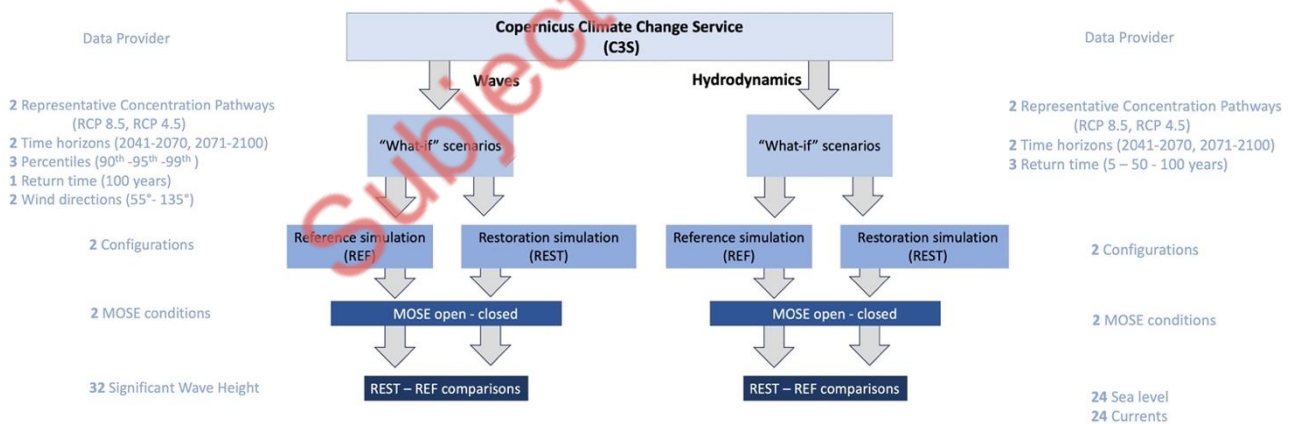 Copernicus Climate Change Service
(C3S)
Data Provider
Data Provider
Waves
Hydrodynamics
2 Representative Concentration Pathways
(RCP 8.5, RCP 4.5)
2 Time horizons (2041-2070, 2071-2100)
3 Percentiles (90th -95th -99th )
1 Return time (100 years)
2 Wind directions (55°- 135°)
"What-if" scenarios
"What-if" scenarios
2 Representative Concentration Pathways
(RCP 8.5, RCP 4.5)
2 Time horizons (2041-2070, 2071-2100)
3 Return time (5 – 50 - 100 years)
2 Configurations
Reference simulation
(REF)
Restoration simulation
(REST)
Reference simulation
(REF)
Restoration simulation
(REST)
2 Configurations
2 MOSE conditions
MOSE open - closed
MOSE open - closed
2 MOSE conditions
32 Significant Wave Height
REST – REF comparisons
REST – REF comparisons
24 Sea level
24 Currents
Subject